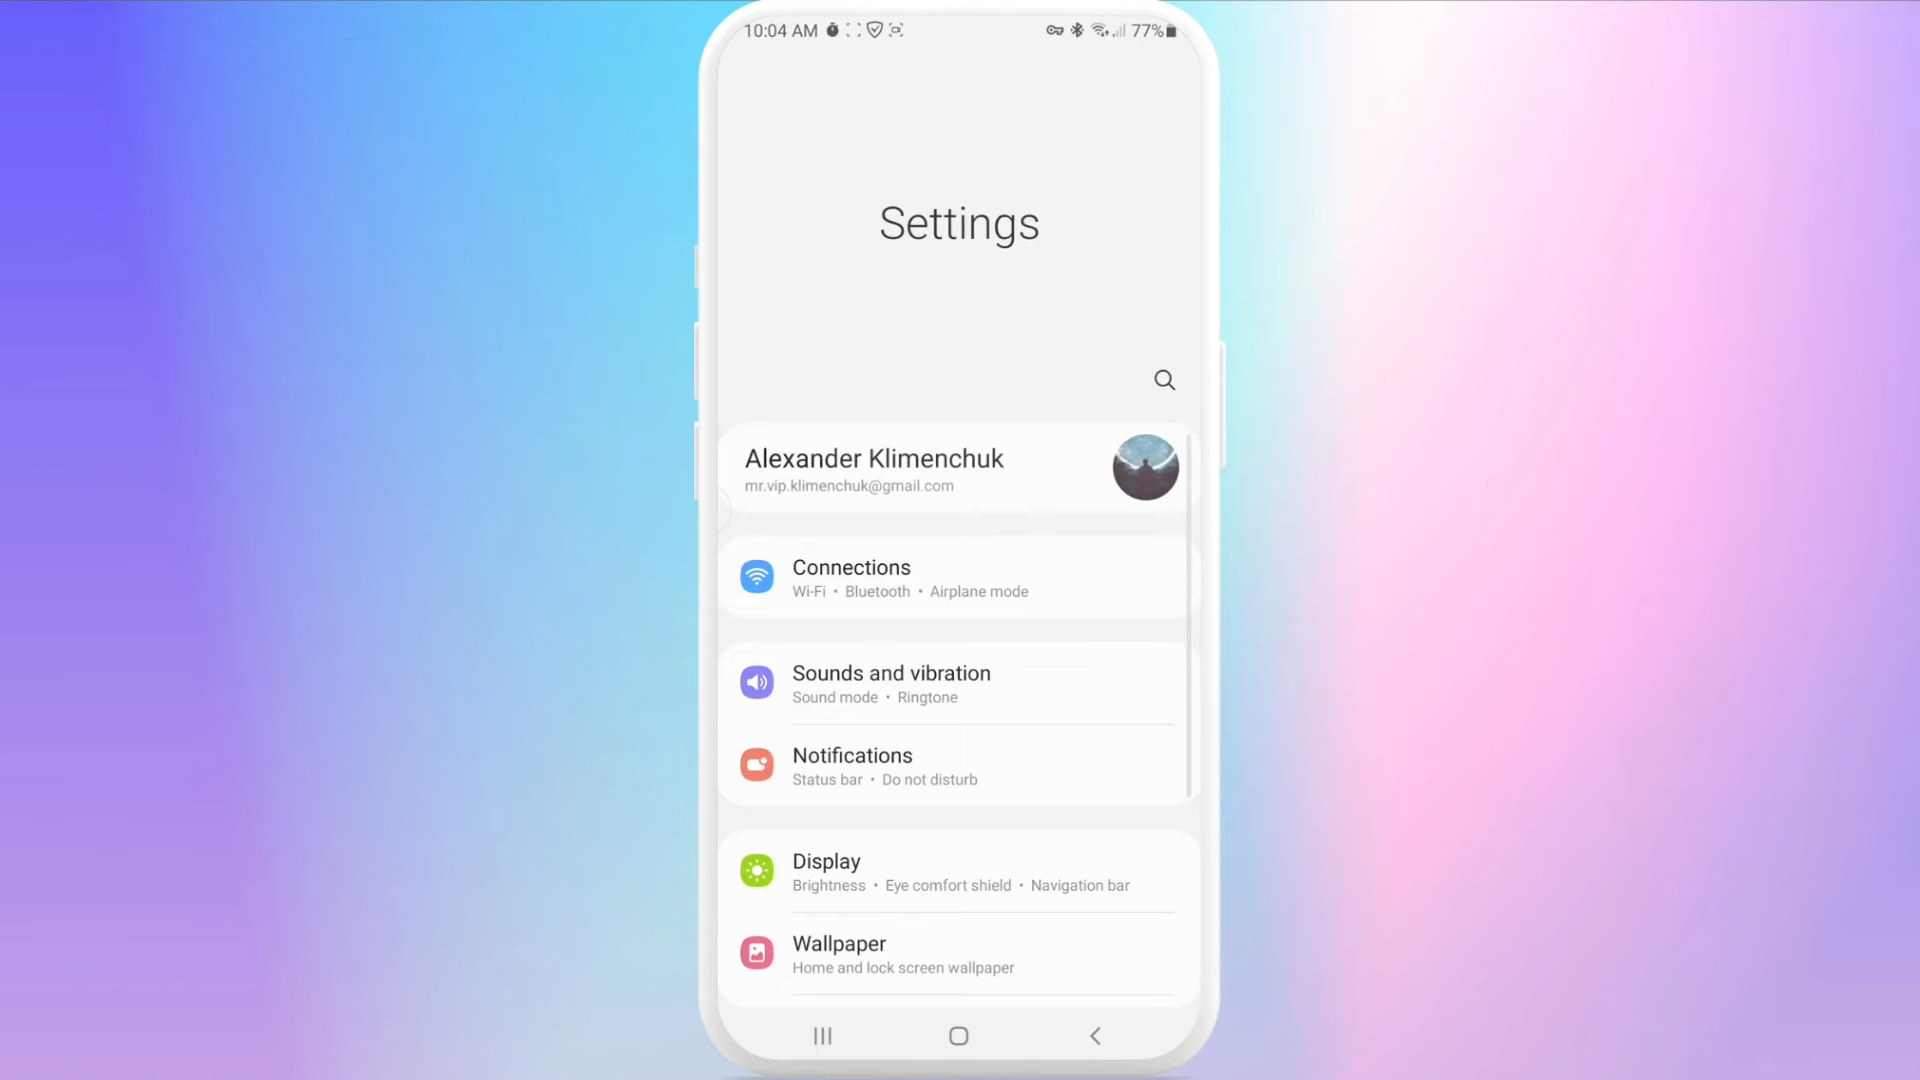 10:04 AM 77%
Settings
Alexander Klimenchuk
mr.vip.klimenchuk@gmail.com
Connections
Wi-Fi • Bluetooth • Airplane mode
Sounds and vibration
Sound mode • Ringtone
Notifications
Status bar • Do not disturb
Display
Brightness • Eye comfort shield • Navigation bar
Wallpaper
Home and lock screen wallpaper